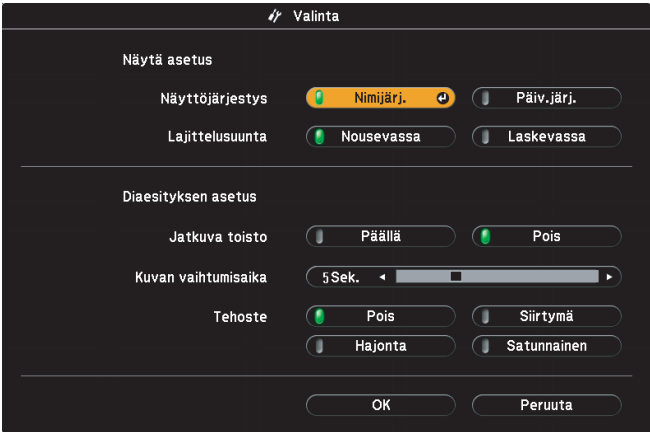 Valinta
Näytä asetus
Näyttöjärjestys Nimijärj. Päiv.järj.
Lajittelusuunta Nousevassa Laskevassa
Diaesityksen asetus
Jatkuva toisto Päällä Pois
Kuvan vaihtumisaika 5Sek.
Tehoste Pois Siirtymä
Hajonta Satunnainen
OK Peruuta